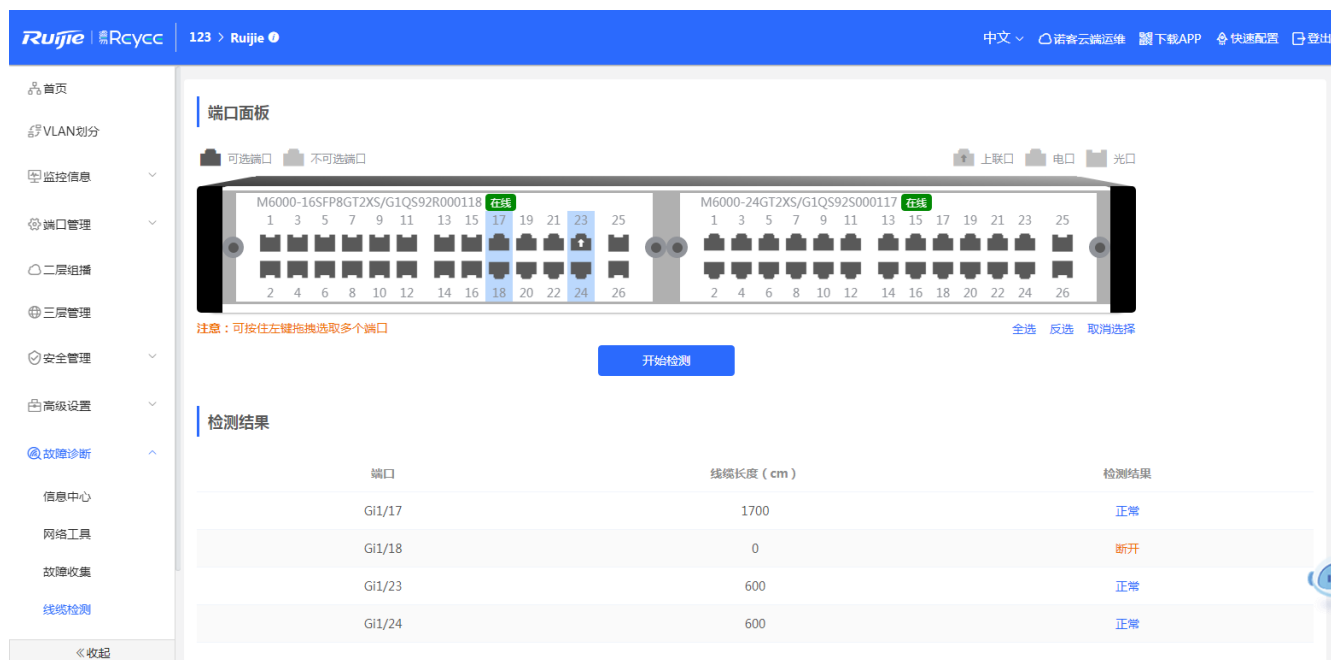 Ruijie Rcycc 123 > Ruijie 中文 诺客云端运维 下载APP 快速配置 登出
首页
VLAN划分
监控信息
端口管理
二层组播
三层管理
安全管理
高级设置
故障诊断
信息中心
网络工具
故障收集
线缆检测
《收起
端口面板
可选端口 不可选端口 上联口 电口 光口
M6000-16SFP8GT2XS/G1QS92R000118 在线
1 3 5 7 9 11 13 15 17 19 21 23 25
2 4 6 8 10 12 14 16 18 20 22 24 26
M6000-24GT2XS/G1QS92S000117 在线
1 3 5 7 9 11 13 15 17 19 21 23 25
2 4 6 8 10 12 14 16 18 20 22 24 26
注意：可按住左键拖拽选取多个端口 全选 反选 取消选择
开始检测
检测结果
端口 线缆长度（cm） 检测结果
Gi1/17 1700 正常
Gi1/18 0 断开
Gi1/23 600 正常
Gi1/24 600 正常